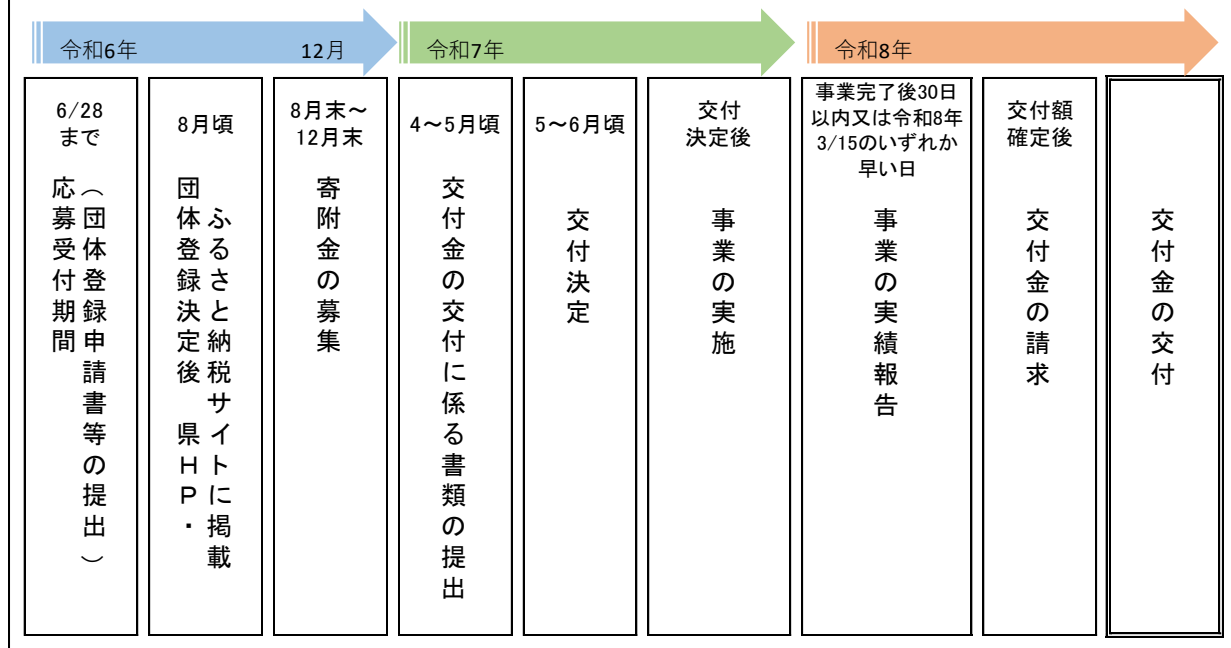 令和6年
12月
令和7年
令和8年
6/28
まで
応募受付期間
（団体登録申請書等の提出）
8月頃
団体登録決定後　県ＨＰ・
ふるさと納税サイトに掲載
8月末～
12月末
寄附金の募集
4～5月頃
交付金の交付に係る書類の提出
5～6月頃
交付決定
交付
決定後
事業の実施
事業完了後30日
以内又は令和8年
3/15のいずれか
早い日
事業の実績報告
交付額
確定後
交付金の請求
交付金の交付